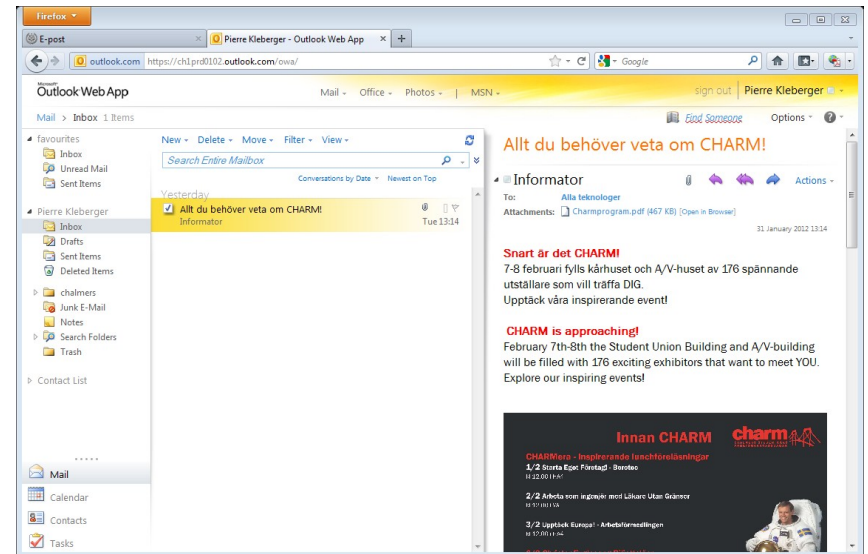 Firefox
E-post
Pierre Kleberger - Outlook Web App
outlook.com
https://ch1prd0102.outlook.com/owa/
Google
Microsoft
Outlook Web App
Mail
Office
Photos
|
MSN
sign out
Pierre Kleberger
Mail > Inbox 1 Items
Find Someone
Options
favourites
Inbox
Unread Mail
Sent Items
Pierre Kleberger
Inbox
Drafts
Sent Items
Deleted Items
chalmers
Junk E-Mail
Notes
Search Folders
Trash
Contact List
Mail
Calendar
Contacts
Tasks
New
Delete
Move
Filter
View
Search Entire Mailbox
Conversations by Date
Newest on Top
Yesterday
Allt du behöver veta om CHARM!
Informator
Tue 13:14
Allt du behöver veta om CHARM!
Informator
Actions
To: Alla teknologer
Attachments: Charmprogram.pdf (467 KB) [Open in Browser]
31 January 2012 13:14
Snart är det CHARM!
7-8 februari fylls kårhuset och A/V-huset av 176 spännande
utställare som vill träffa DIG.
Upptäck våra inspirerande event!
CHARM is approaching!
February 7th-8th the Student Union Building and A/V-building
will be filled with 176 exciting exhibitors that want to meet YOU.
Explore our inspiring events!
Innan CHARM
charm
CHARMera - Inspirerande lunchföreläsningar
1/2 Starta Eget Företag! - Borotec
2/2 Arbeta som ingenjör med Läkare Utan Gränser
3/2 Upptäck Europa! - Arbetsförmedlingen